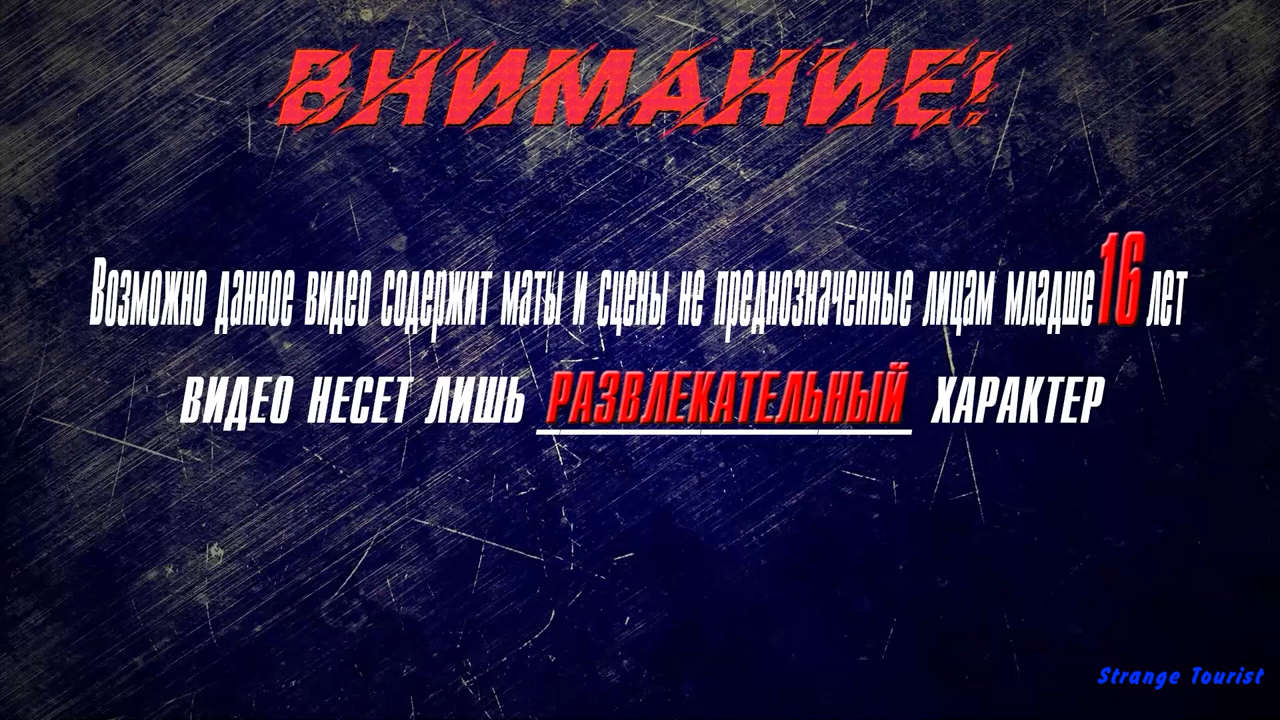 ВНИМАНИЕ!
Возможно данное видео содержит маты и сцены не преднозначенные лицам младше 16 лет
ВИДЕО НЕСЕТ ЛИШЬ РАЗВЛЕКАТЕЛЬНЫЙ ХАРАКТЕР
Strange Tourist